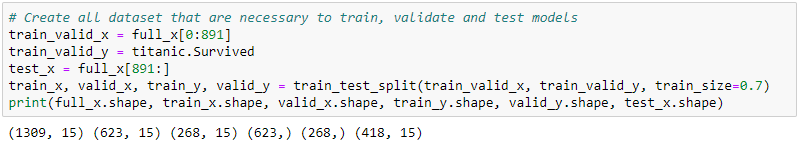 # Create all dataset that are necessary to train, validate and test models
train_valid_x = full_x[0:891]
train_valid_y = titanic.Survived
test_x = full_x[891:]
train_x, valid_x, train_y, valid_y = train_test_split(train_valid_x, train_valid_y, train_size=0.7)
print(full_x.shape, train_x.shape, valid_x.shape, train_y.shape, valid_y.shape, test_x.shape)
(1309, 15) (623, 15) (268, 15) (623,) (268,) (418, 15)